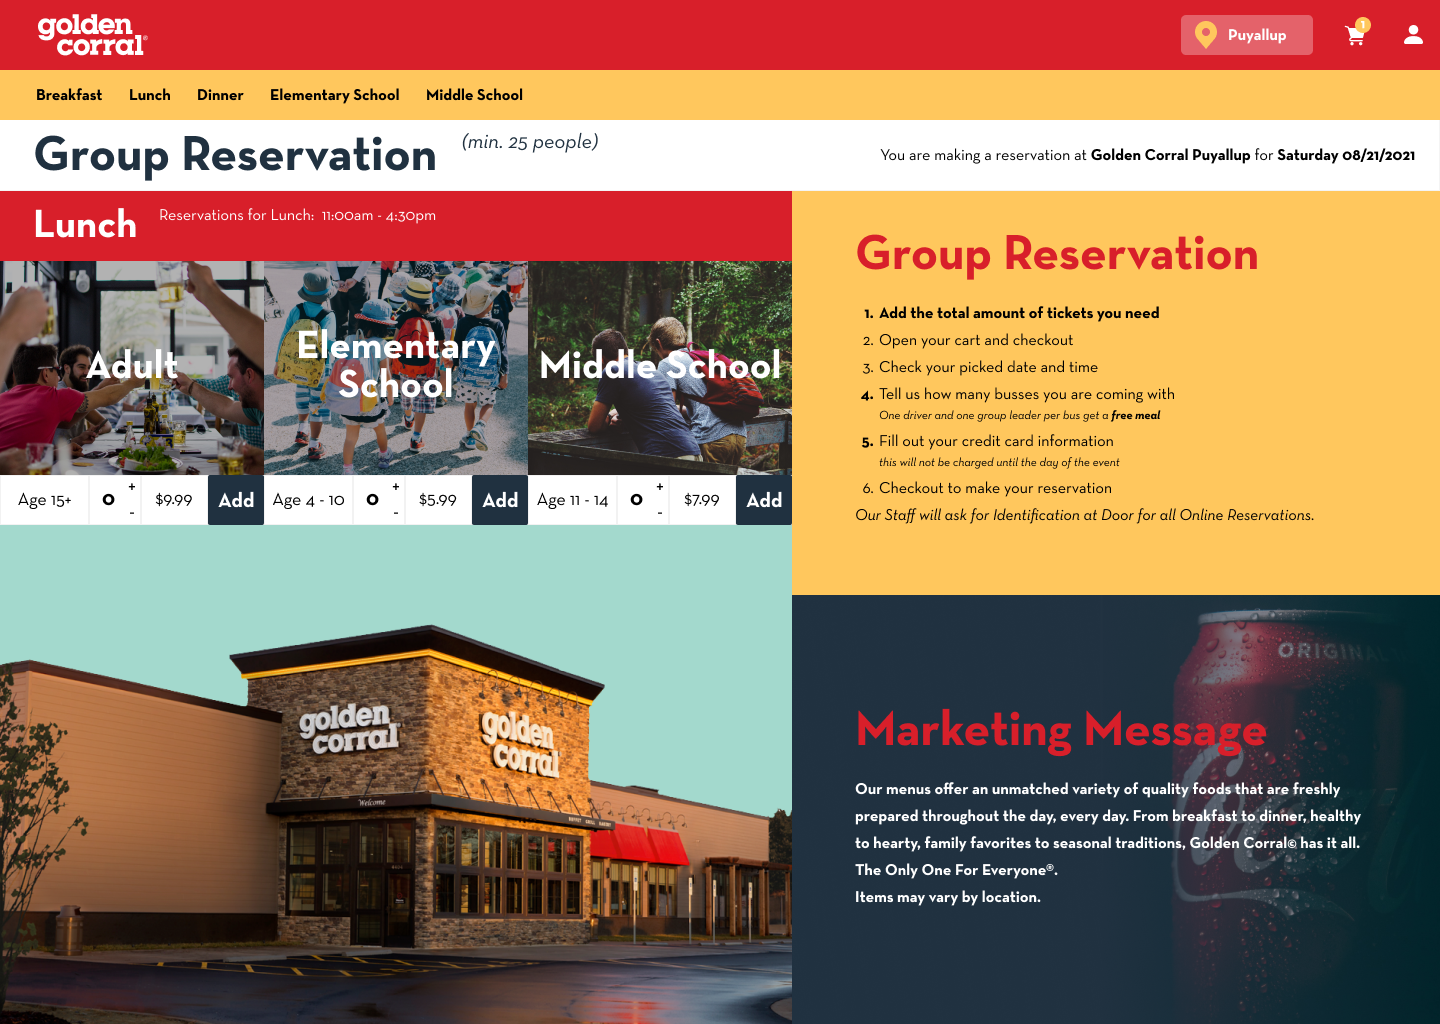 golden
corral®
Puyallup
1
Breakfast Lunch Dinner Elementary School Middle School
Group Reservation (min. 25 people)
You are making a reservation at Golden Corral Puyallup for Saturday 08/21/2021
Lunch Reservations for Lunch: 11:00am - 4:30pm
Adult
Elementary
School
Middle School
Age 15+ 0 + - $9.99 Add
Age 4 - 10 0 + - $5.99 Add
Age 11 - 14 0 + - $7.99 Add
golden
corral
golden
corral
Welcome
BUFFET GRILL BAKERY
Group Reservation
1. Add the total amount of tickets you need
2. Open your cart and checkout
3. Check your picked date and time
4. Tell us how many busses you are coming with
One driver and one group leader per bus get a free meal
5. Fill out your credit card information
this will not be charged until the day of the event
6. Checkout to make your reservation
Our Staff will ask for Identification at Door for all Online Reservations.
ORIGINAL
Marketing Message
Our menus offer an unmatched variety of quality foods that are freshly
prepared throughout the day, every day. From breakfast to dinner, healthy
to hearty, family favorites to seasonal traditions, Golden Corral© has it all.
The Only One For Everyone®.
Items may vary by location.